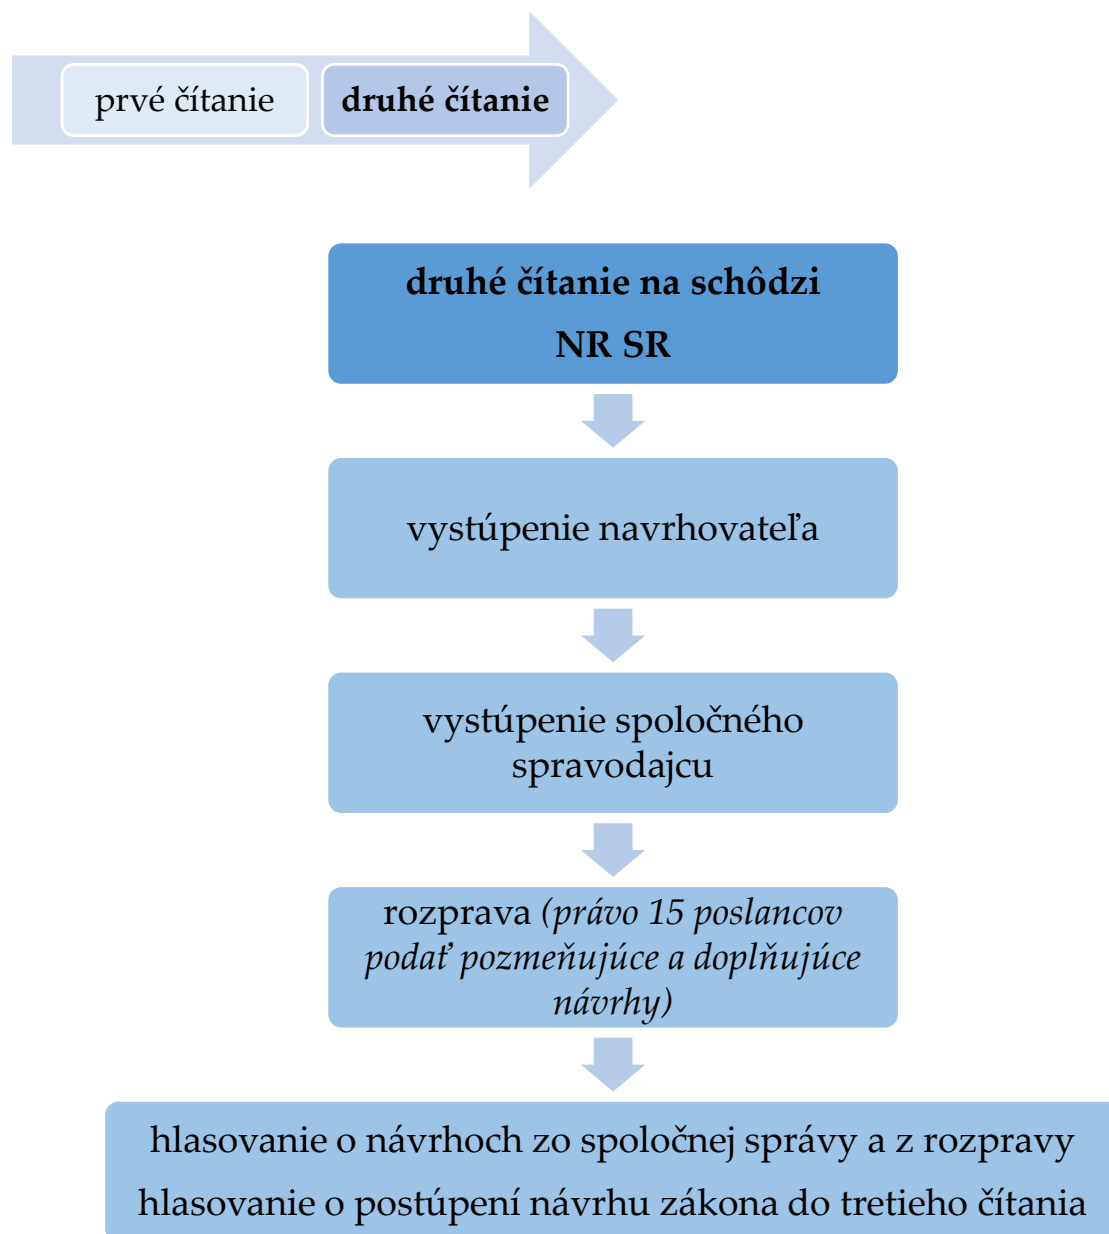 prvé čítanie
druhé čítanie
druhé čítanie na schôdzi
NR SR
vystúpenie navrhovateľa
vystúpenie spoločného
spravodajcu
rozprava (právo 15 poslancov
podať pozmeňujúce a doplňujúce
návrhy)
hlasovanie o návrhoch zo spoločnej správy a z rozpravy
hlasovanie o postúpení návrhu zákona do tretieho čítania